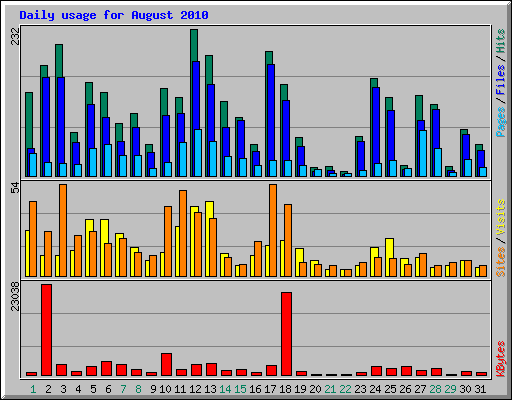 Daily usage for August 2010
232
Pages / Files / Hits
54
Sites / Visits
23038
KBytes
1 2 3 4 5 6 7 8 9 10 11 12 13 14 15 16 17 18 19 20 21 22 23 24 25 26 27 28 29 30 31